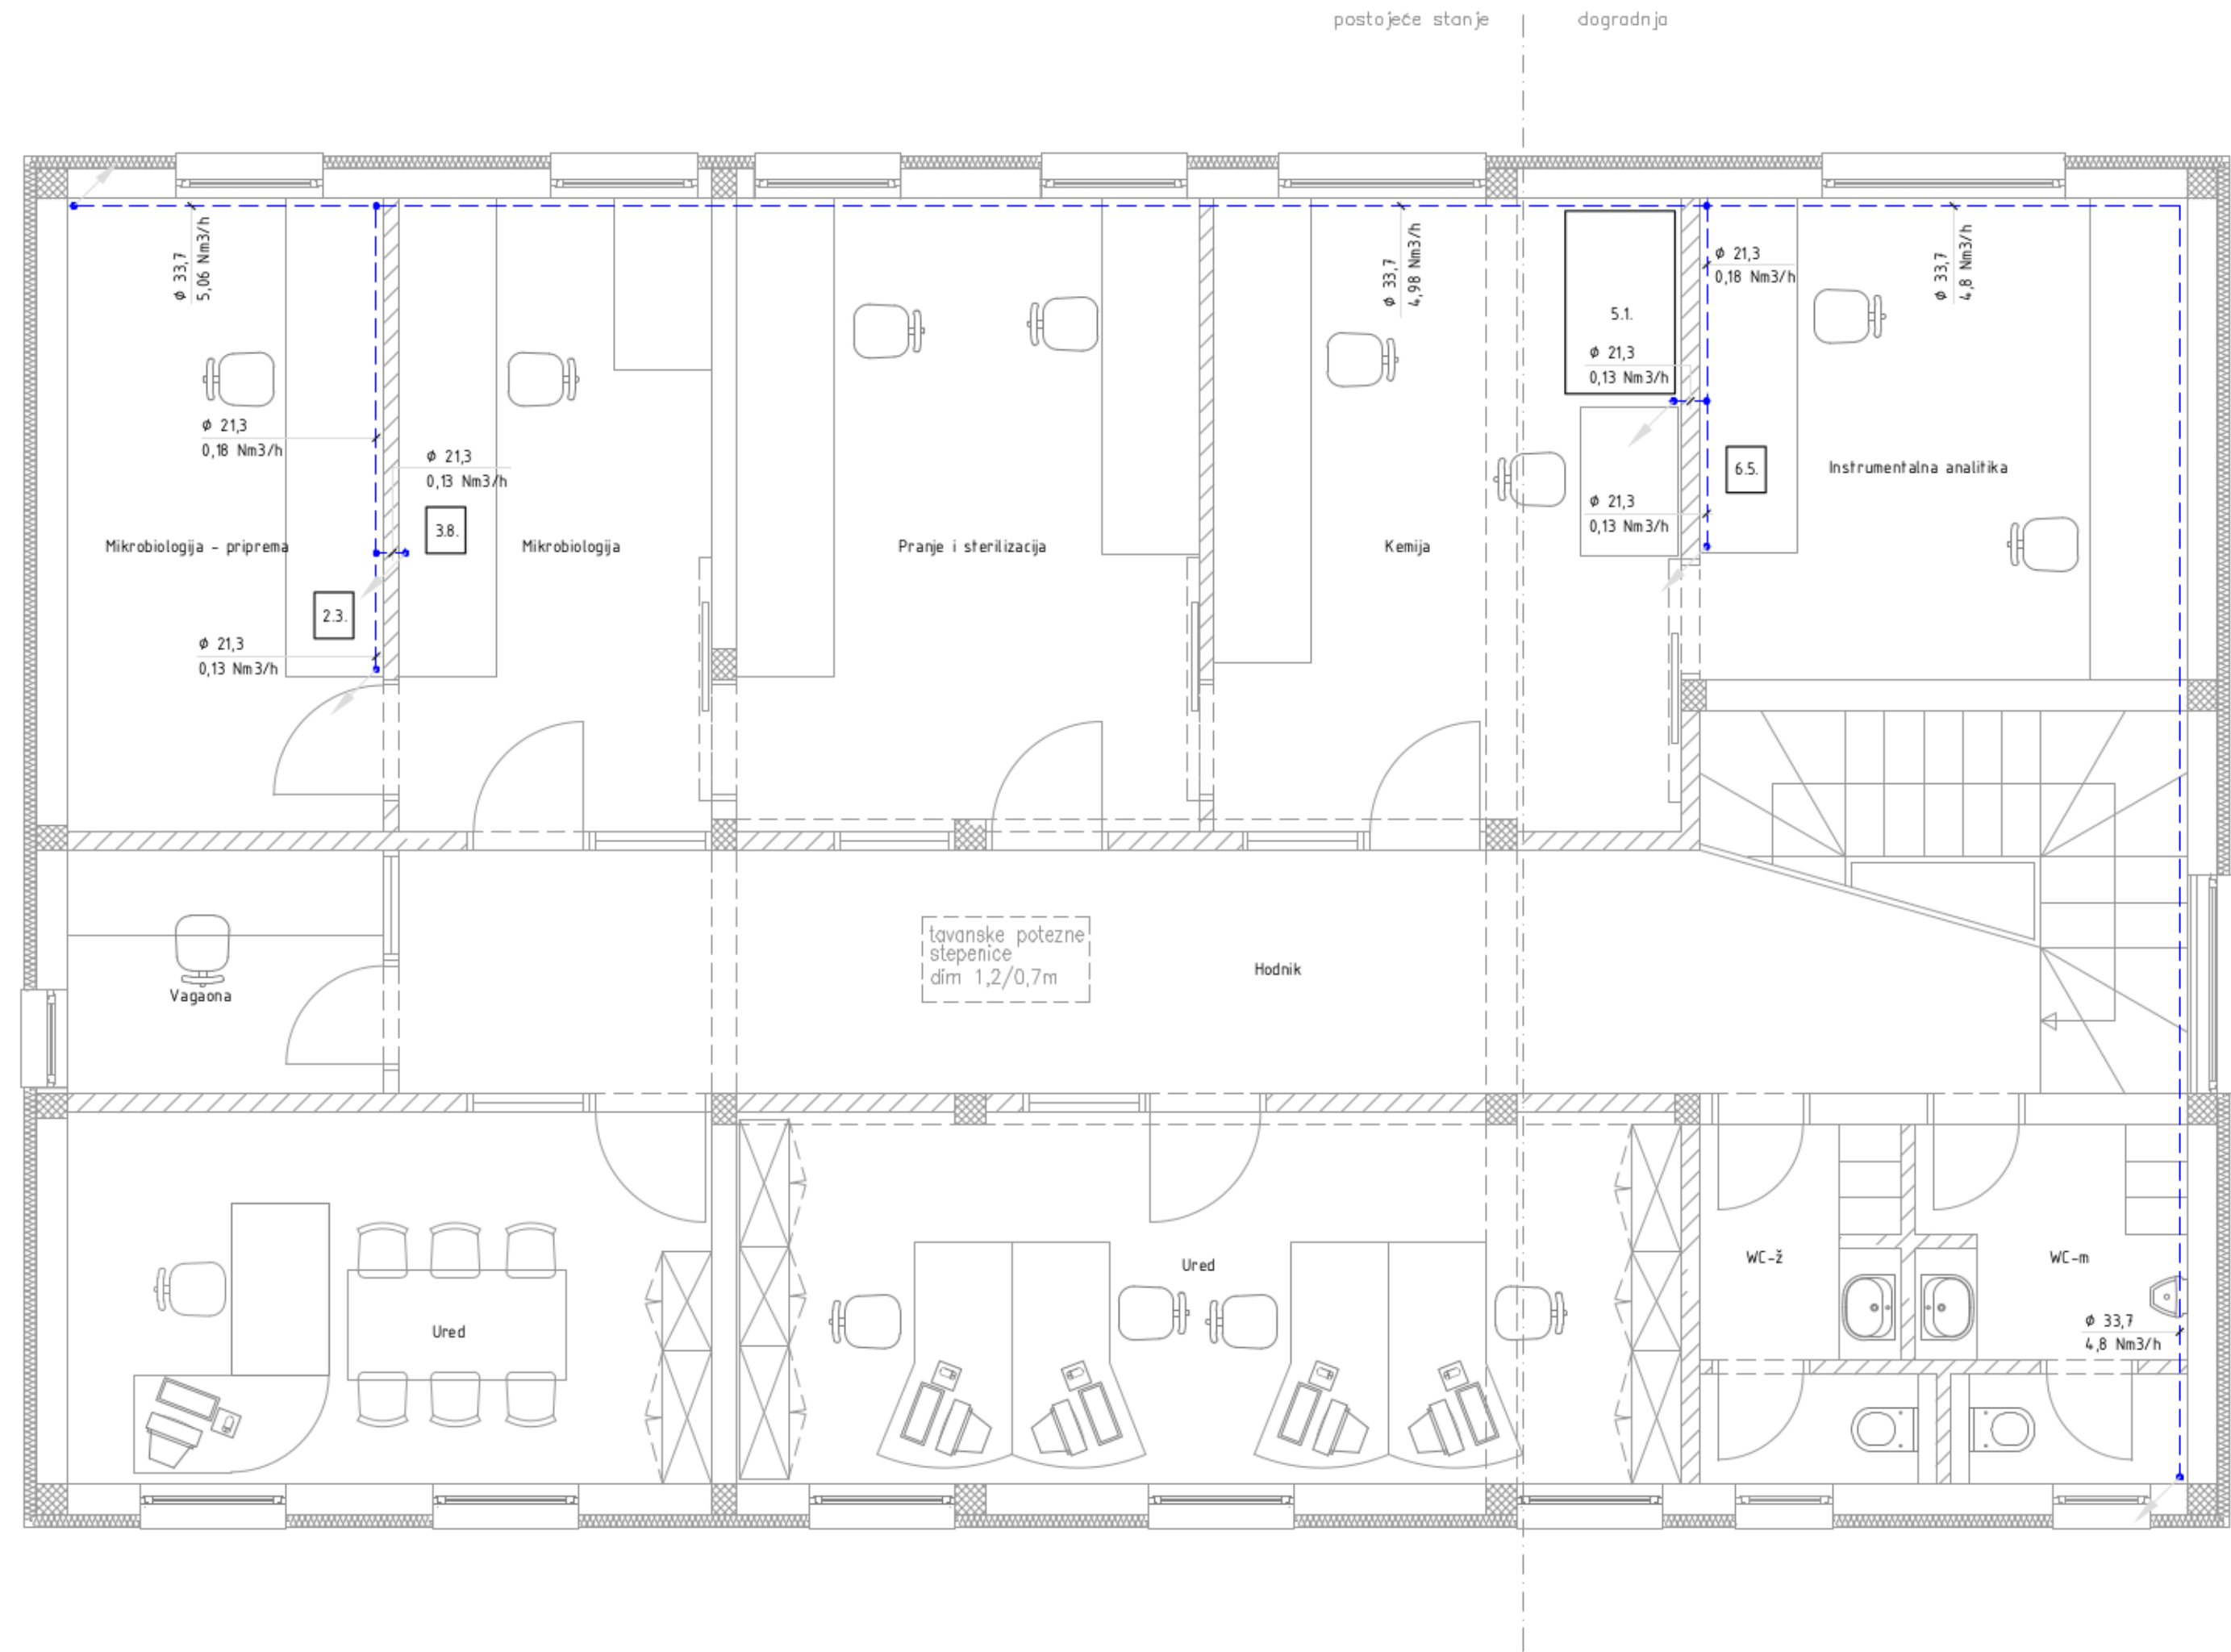 postojeće stanje
dogradnja
ϕ 33,7
5,06 Nm3/h
ϕ 33,7
4,98 Nm3/h
ϕ 21,3
0,18 Nm3/h
ϕ 33,7
4,8 Nm3/h
5.1.
ϕ 21,3
0,13 Nm3/h
ϕ 21,3
0,18 Nm3/h
ϕ 21,3
0,13 Nm3/h
6.5.
Instrumentalna analitika
ϕ 21,3
0,13 Nm3/h
3.8.
Mikrobiologija - priprema
Mikrobiologija
Pranje i sterilizacija
Kemija
2.3.
ϕ 21,3
0,13 Nm3/h
tavanske potezne
stepenice
dim 1,2/0,7m
Hodnik
Vagaona
Ured
WC-ž
WC-m
Ured
ϕ 33,7
4,8 Nm3/h